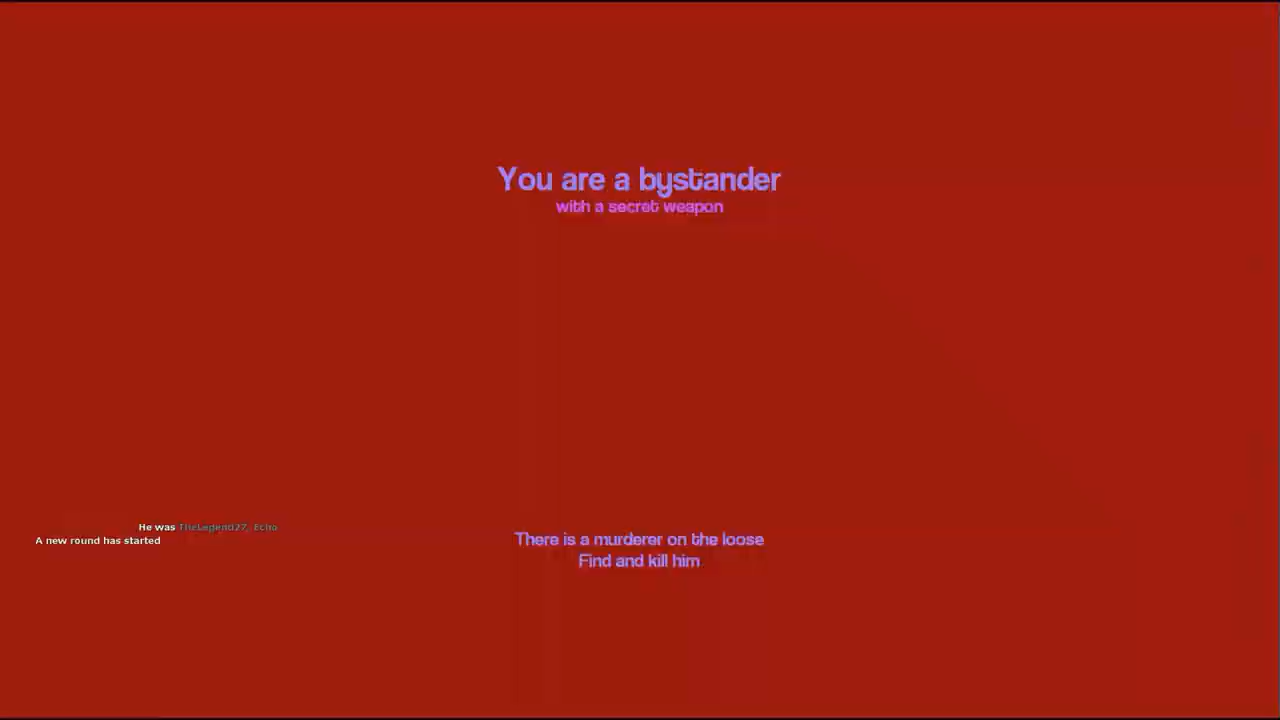 You are a bystander
with a secret weapon
He was TheLegend27, Echo
A new round has started
There is a murderer on the loose
Find and kill him